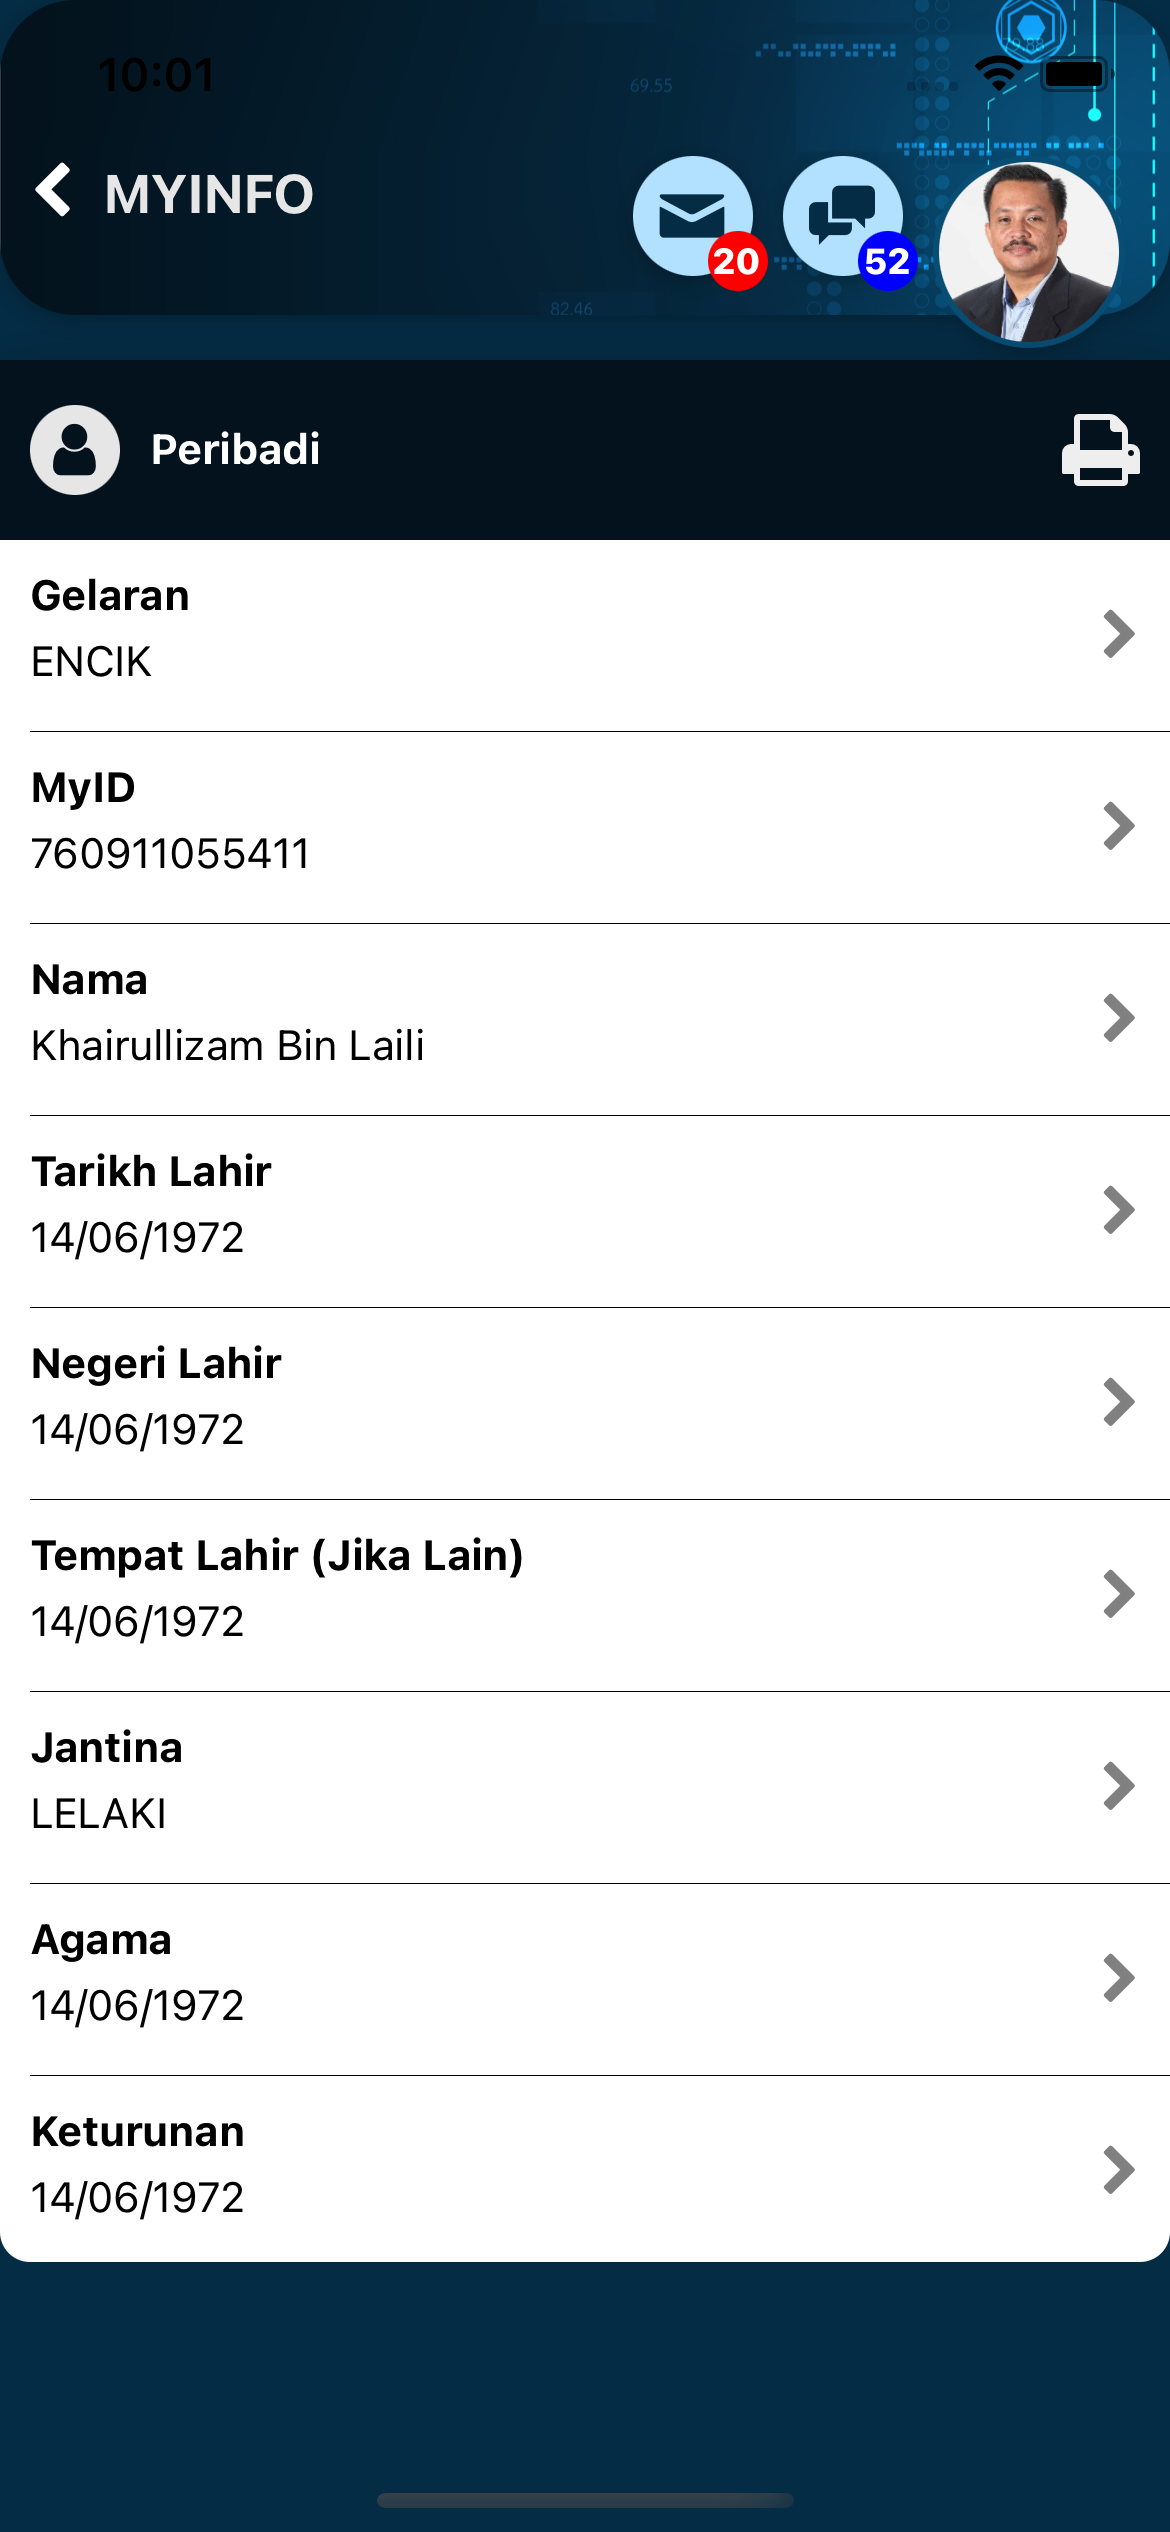 10:01
79.88
69.55
MYINFO
20
52
82.46
Peribadi
Gelaran
ENCIK
MyID
760911055411
Nama
Khairullizam Bin Laili
Tarikh Lahir
14/06/1972
Negeri Lahir
14/06/1972
Tempat Lahir (Jika Lain)
14/06/1972
Jantina
LELAKI
Agama
14/06/1972
Keturunan
14/06/1972